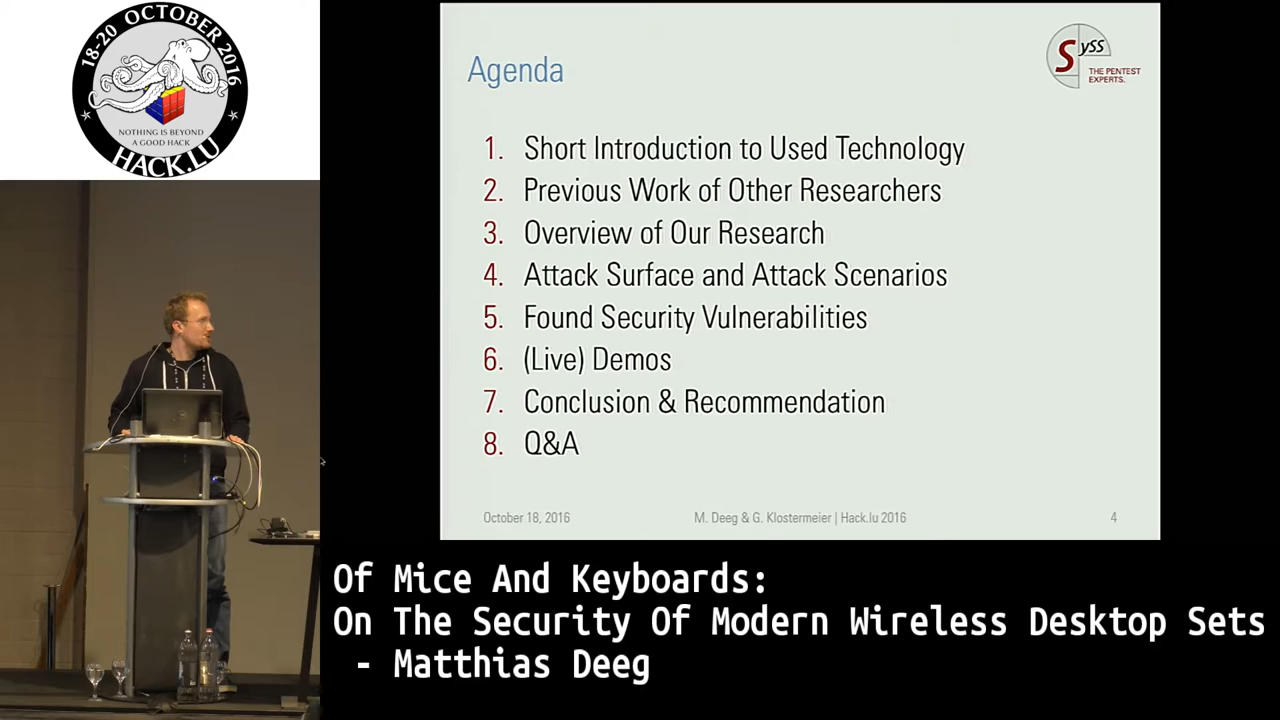 18-20 OCTOBER 2016
NOTHING IS BEYOND
A GOOD HACK
HACK.LU
Agenda
SySS
THE PENTEST
EXPERTS.
1. Short Introduction to Used Technology
2. Previous Work of Other Researchers
3. Overview of Our Research
4. Attack Surface and Attack Scenarios
5. Found Security Vulnerabilities
6. (Live) Demos
7. Conclusion & Recommendation
8. Q&A
October 18, 2016
M. Deeg & G. Klostermeier | Hack.lu 2016
4
Of Mice And Keyboards:
On The Security Of Modern Wireless Desktop Sets
- Matthias Deeg